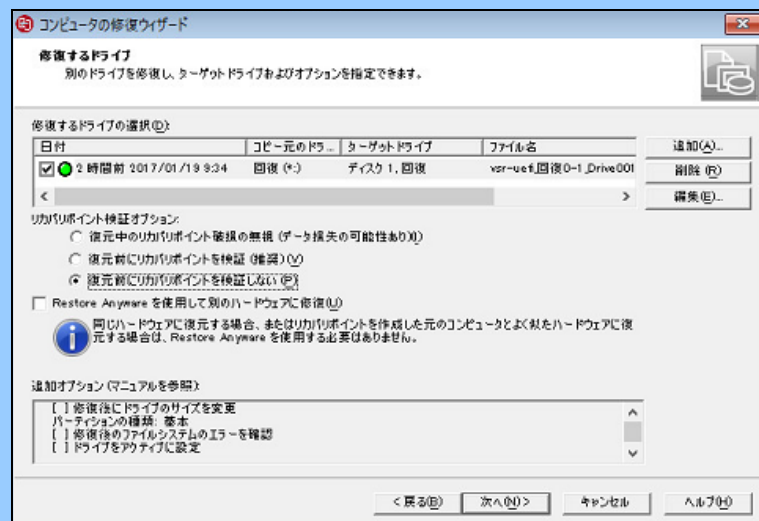 コンピュータの修復ウィザード
修復するドライブ
別のドライブを修復し、ターゲットドライブおよびオプションを指定できます。
修復するドライブの選択(D):
日付 コピー元のドラ... ターゲットドライブ ファイル名
2 時間前 2017/01/19 9:34 回復 (*:) ディスク 1, 回復 vsr-uefi_回復0-1_Drive001
追加(A)...
削除 (R)
編集(E)...
リカバリポイント検証オプション:
復元中のリカバリポイント破損の無視 (データ損失の可能性あり)(I)
復元前にリカバリポイントを検証 (推奨)(V)
復元前にリカバリポイントを検証しない (P)
Restore Anyware を使用して別のハードウェアに修復(U)
同じハードウェアに復元する場合、またはリカバリポイントを作成した元のコンピュータとよく似たハードウェアに復
元する場合は、Restore Anyware を使用する必要はありません。
追加オプション (マニュアルを参照):
[ ] 修復後にドライブのサイズを変更
パーティションの種類: 基本
[ ] 修復後のファイルシステムのエラーを確認
[ ] ドライブをアクティブに設定
< 戻る(B) 次へ(N) > キャンセル ヘルプ(H)